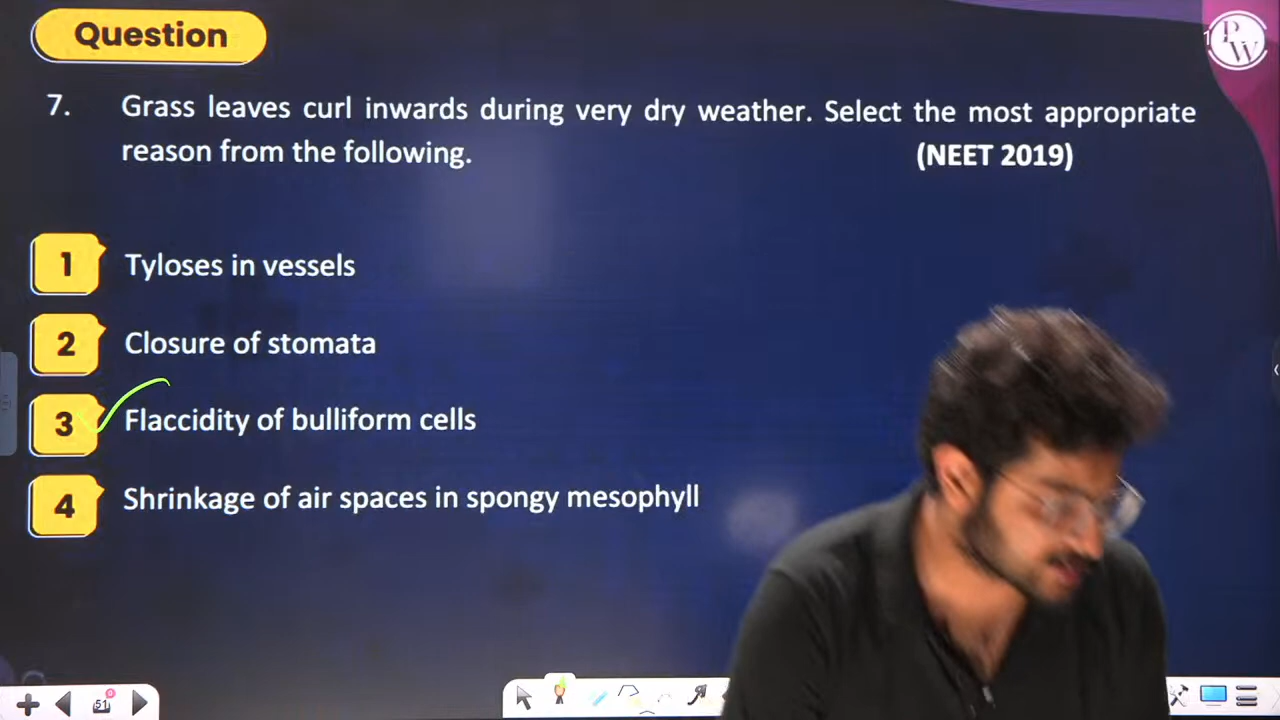 Question
PW
7. Grass leaves curl inwards during very dry weather. Select the most appropriate
reason from the following. (NEET 2019)
1 Tyloses in vessels
2 Closure of stomata
3 Flaccidity of bulliform cells
4 Shrinkage of air spaces in spongy mesophyll
51